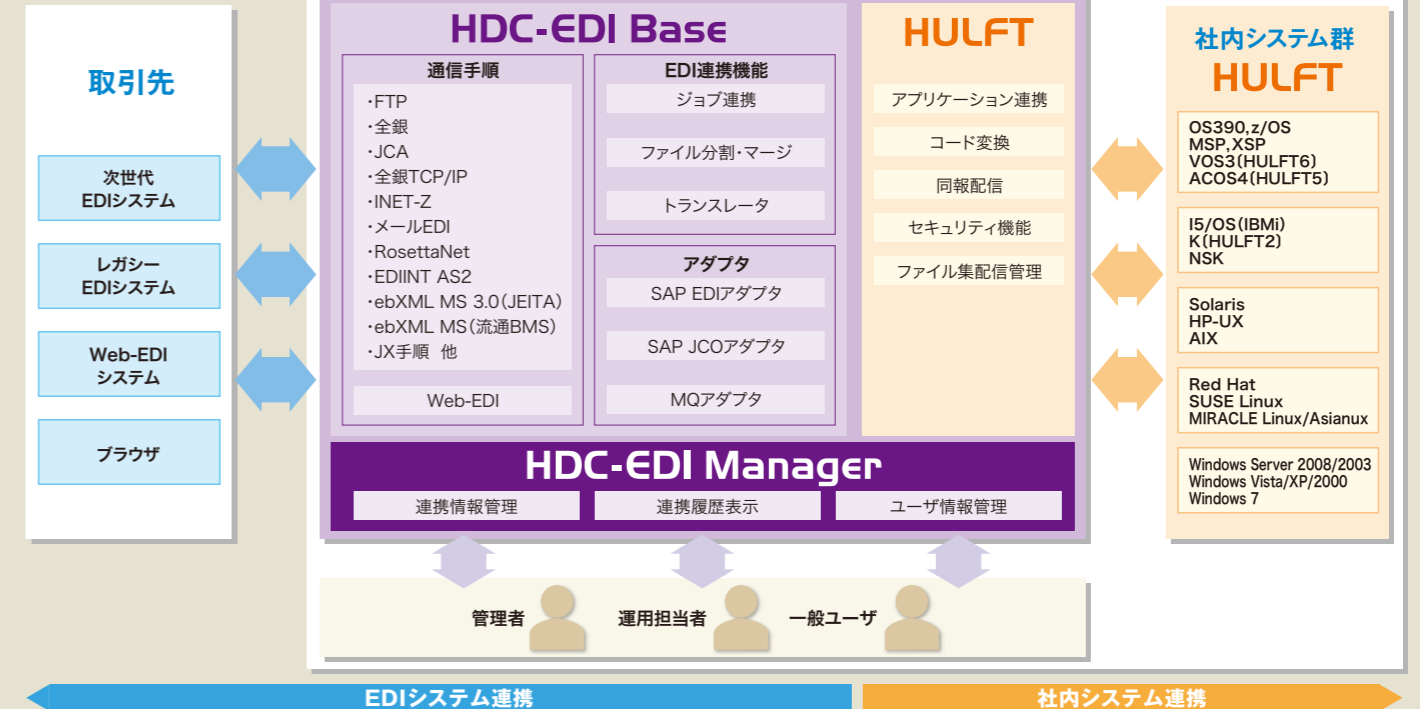 取引先
次世代
EDIシステム
レガシー
EDIシステム
Web-EDI
システム
ブラウザ
HDC-EDI Base
通信手順
・FTP
・全銀
・JCA
・全銀TCP/IP
・INET-Z
・メールEDI
・RosettaNet
・EDIINT AS2
・ebXML MS 3.0（JEITA）
・ebXML MS（流通BMS）
・JX手順 他
Web-EDI
EDI連携機能
ジョブ連携
ファイル分割・マージ
トランスレータ
アダプタ
SAP EDIアダプタ
SAP JCOアダプタ
MQアダプタ
HULFT
アプリケーション連携
コード変換
同報配信
セキュリティ機能
ファイル集配信管理
HDC-EDI Manager
連携情報管理
連携履歴表示
ユーザ情報管理
管理者
運用担当者
一般ユーザ
社内システム群
HULFT
OS390,z/OS
MSP,XSP
VOS3(HULFT6)
ACOS4(HULFT5)
I5/OS(IBMi)
K(HULFT2)
NSK
Solaris
HP-UX
AIX
Red Hat
SUSE Linux
MIRACLE Linux/Asianux
Windows Server 2008/2003
Windows Vista/XP/2000
Windows 7
EDIシステム連携
社内システム連携